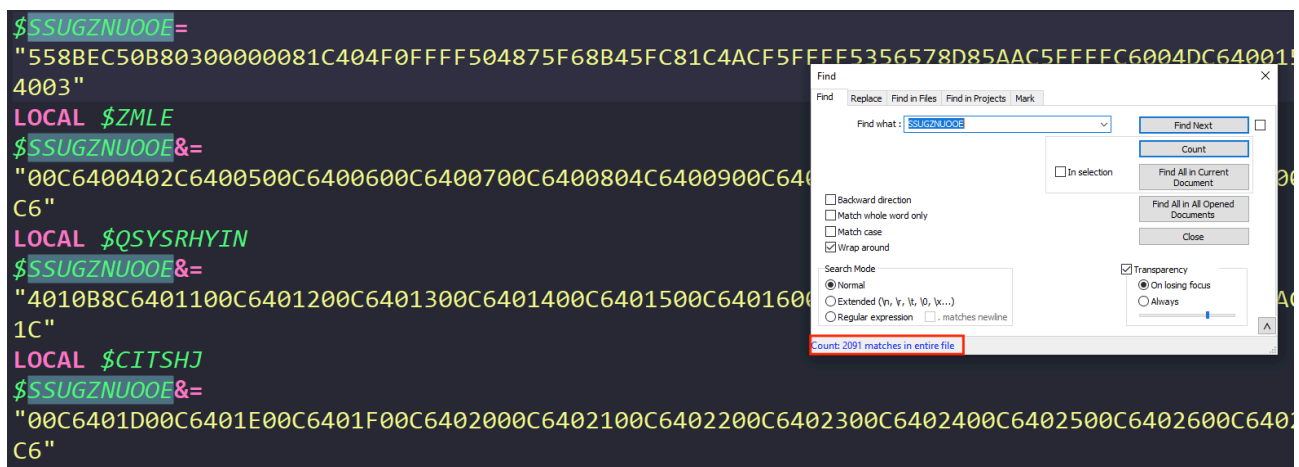 $SSUGZNUOOE=
"558BEC50B80300000081C404F0FFFF504875F68B45FC81C4ACF5FFFF5356578D85AAC5FFFFC6004DC640015
4003"
LOCAL $ZMLE
$SSUGZNUOOE&=
"00C6400402C6400500C6400600C6400700C6400804C6400900C640
C6"
LOCAL $QSYSRHYIN
$SSUGZNUOOE&=
"4010B8C6401100C6401200C6401300C6401400C6401500C640160
1C"
LOCAL $CITSHJ
$SSUGZNUOOE&=
"00C6401D00C6401E00C6401F00C6402000C6402100C6402200C6402300C6402400C6402500C6402600C6402
C6"
Find
Find Replace Find in Files Find in Projects Mark
Find what : SSUGZNUOOE
Find Next
Count
In selection
Find All in Current
Document
Find All in All Opened
Documents
Close
Backward direction
Match whole word only
Match case
Wrap around
Search Mode
Normal
Extended (\n, \r, \t, \0, \x...)
Regular expression . matches newline
Transparency
On losing focus
Always
Count: 2091 matches in entire file